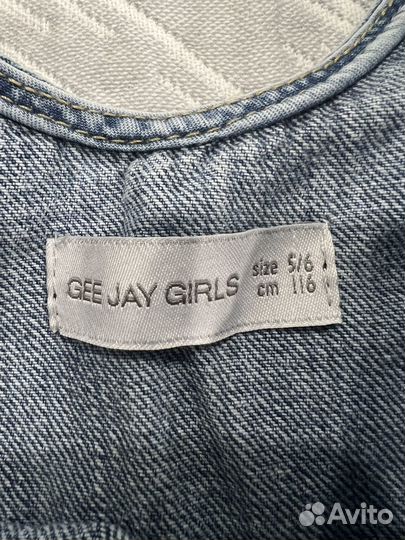 GEE JAY GIRLS
size 5/6
cm 116
Avito